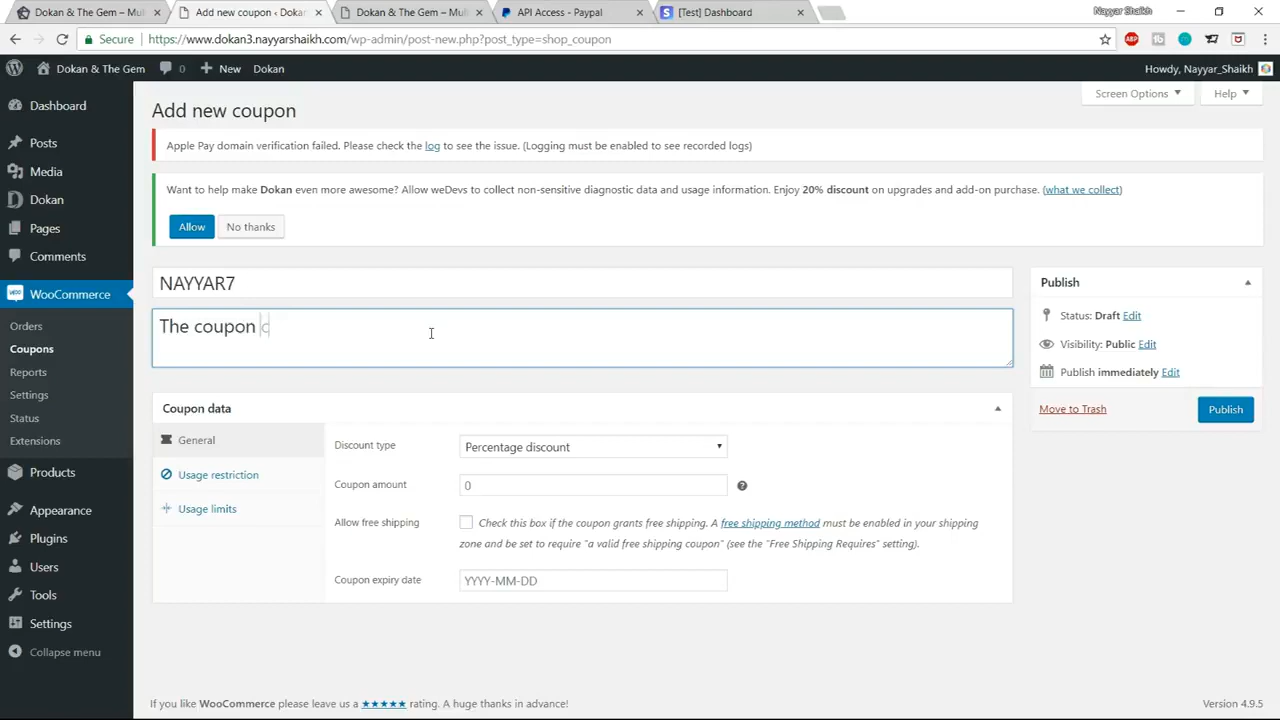 Dokan & The Gem – Mul
Add new coupon ‹ Dokan
Dokan & The Gem – Mul
API Access - Paypal
[Test] Dashboard
Nayyar Shaikh
Secure
https://www.dokan3.nayyarshaikh.com/wp-admin/post-new.php?post_type=shop_coupon
ABP
Dokan & The Gem
0
New
Dokan
Howdy, Nayyar_Shaikh
Screen Options
Help
Dashboard
Posts
Media
Dokan
Pages
Comments
WooCommerce
Orders
Coupons
Reports
Settings
Status
Extensions
Products
Appearance
Plugins
Users
Tools
Settings
Collapse menu
Add new coupon
Apple Pay domain verification failed. Please check the log to see the issue. (Logging must be enabled to see recorded logs)
Want to help make Dokan even more awesome? Allow weDevs to collect non-sensitive diagnostic data and usage information. Enjoy 20% discount on upgrades and add-on purchase. (what we collect)
Allow
No thanks
NAYYAR7
The coupon c
Coupon data
General
Usage restriction
Usage limits
Discount type
Percentage discount
Coupon amount
0
Allow free shipping
Check this box if the coupon grants free shipping. A free shipping method must be enabled in your shipping
zone and be set to require "a valid free shipping coupon" (see the "Free Shipping Requires" setting).
Coupon expiry date
YYYY-MM-DD
Publish
Status: Draft Edit
Visibility: Public Edit
Publish immediately Edit
Move to Trash
Publish
If you like WooCommerce please leave us a ★★★★★ rating. A huge thanks in advance!
Version 4.9.5